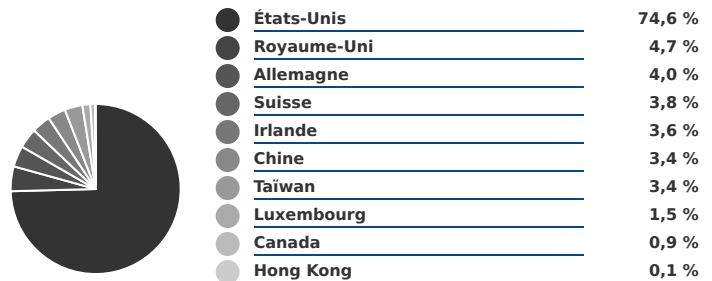 États-Unis 74,6 %
Royaume-Uni 4,7 %
Allemagne 4,0 %
Suisse 3,8 %
Irlande 3,6 %
Chine 3,4 %
Taïwan 3,4 %
Luxembourg 1,5 %
Canada 0,9 %
Hong Kong 0,1 %